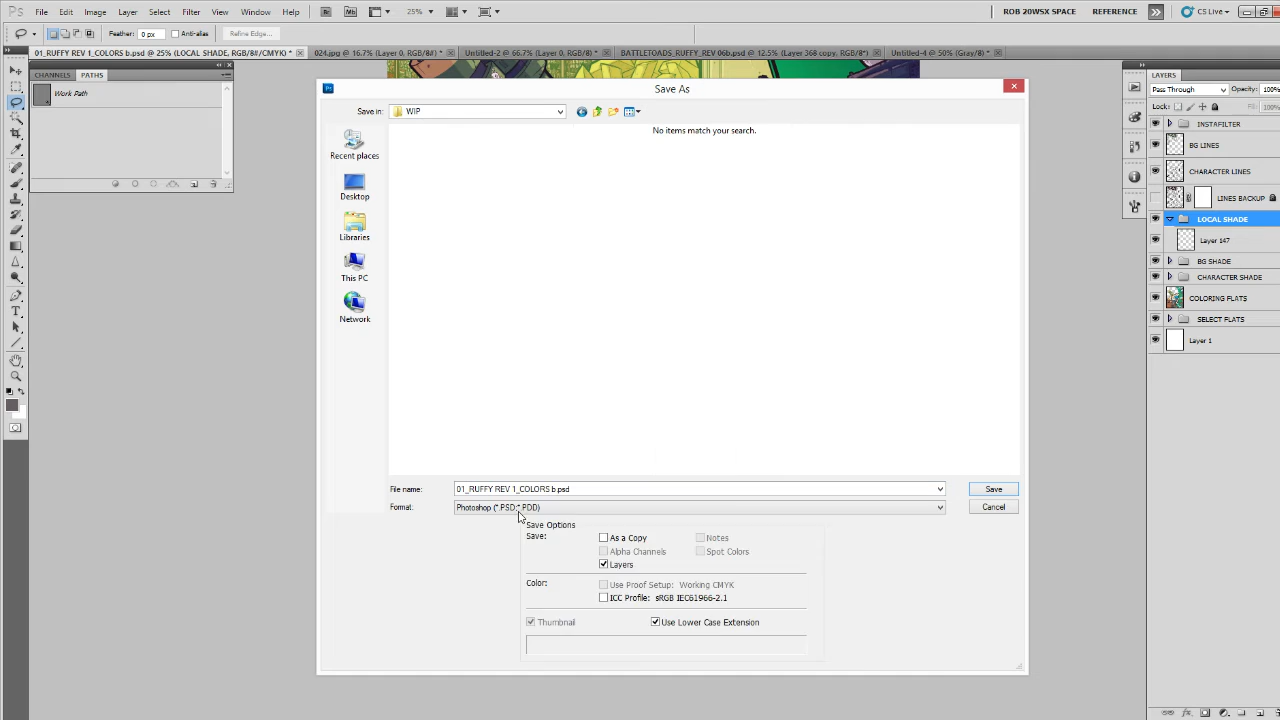 Ps File Edit Image Layer Select Filter View Window Help Br Mb 25% ROB 20WSX SPACE REFERENCE CS Live
Feather: 0 px Anti-alias Refine Edge...
01_RUFFY REV 1_COLORS b.psd @ 25% (LOCAL SHADE, RGB/8#/CMYK) * 024.jpg @ 16.7% (Layer 0, RGB/8#) * Untitled-2 @ 66.7% (Layer 0, RGB/8) * BATTLETOADS_RUFFY_REV 06b.psd @ 12.5% (Layer 368 copy, RGB/8#*) Untitled-4 @ 50% (Gray/8) *
CHANNELS PATHS
Work Path
Save As
Save in: WIP
No items match your search.
Recent places
Desktop
Libraries
This PC
Network
File name: 01_RUFFY REV 1_COLORS b.psd Save
Format: Photoshop (*.PSD;*.PDD) Cancel
Save Options
Save: As a Copy Notes
Alpha Channels Spot Colors
Layers
Color: Use Proof Setup: Working CMYK
ICC Profile: sRGB IEC61966-2.1
Thumbnail Use Lower Case Extension
LAYERS
Pass Through Opacity: 100%
Lock: Fill: 100%
INSTAFILTER
BG LINES
CHARACTER LINES
LINES BACKUP
LOCAL SHADE
Layer 147
BG SHADE
CHARACTER SHADE
COLORING FLATS
SELECT FLATS
Layer 1